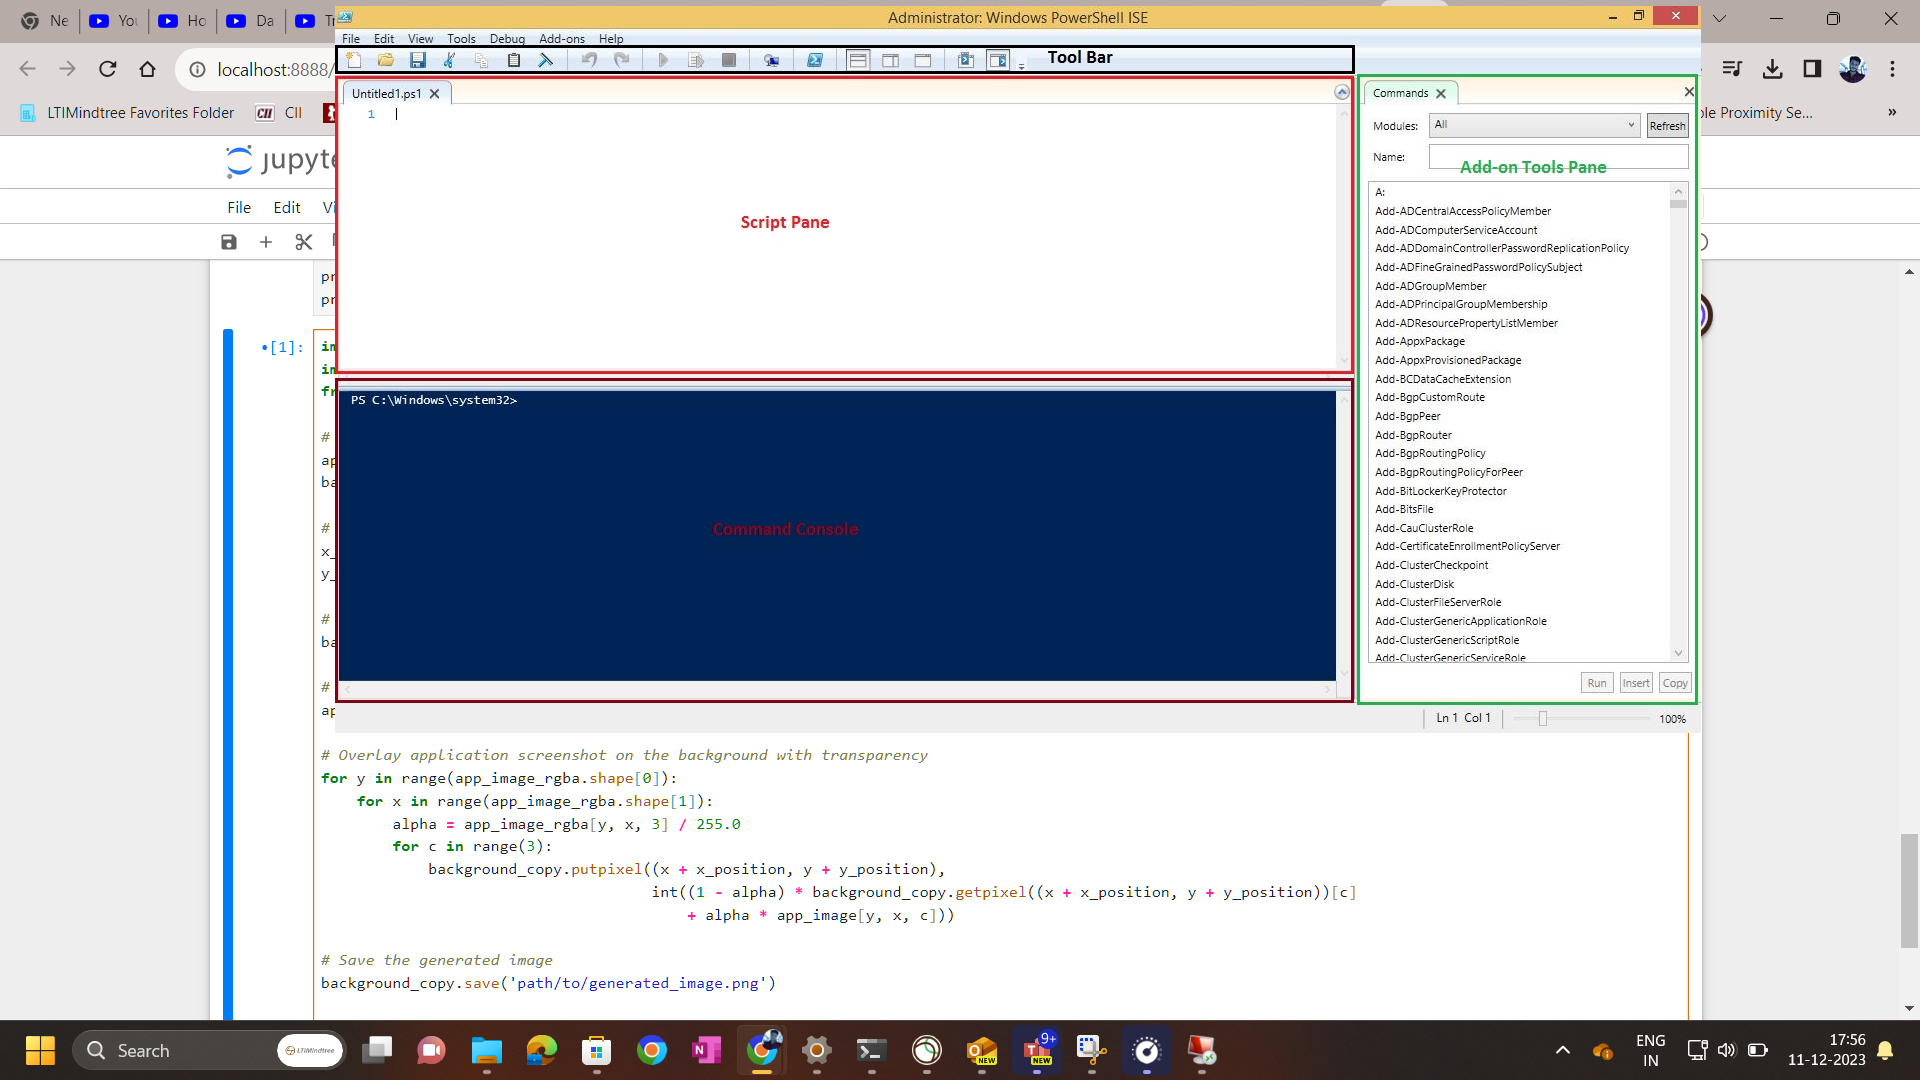 Ne
You
Ho
Da
Tr
Administrator: Windows PowerShell ISE
File Edit View Tools Debug Add-ons Help
Tool Bar
localhost:8888/
LTIMindtree Favorites Folder
CII
ple Proximity Se...
»
Untitled1.ps1
1
Script Pane
PS C:\Windows\system32>
Command Console
Commands
Modules: All Refresh
Name:
Add-on Tools Pane
A:
Add-ADCentralAccessPolicyMember
Add-ADComputerServiceAccount
Add-ADDomainControllerPasswordReplicationPolicy
Add-ADFineGrainedPasswordPolicySubject
Add-ADGroupMember
Add-ADPrincipalGroupMembership
Add-ADResourcePropertyListMember
Add-AppxPackage
Add-AppxProvisionedPackage
Add-BCDataCacheExtension
Add-BgpCustomRoute
Add-BgpPeer
Add-BgpRouter
Add-BgpRoutingPolicy
Add-BgpRoutingPolicyForPeer
Add-BitLockerKeyProtector
Add-BitsFile
Add-CauClusterRole
Add-CertificateEnrollmentPolicyServer
Add-ClusterCheckpoint
Add-ClusterDisk
Add-ClusterFileServerRole
Add-ClusterGenericApplicationRole
Add-ClusterGenericScriptRole
Add-ClusterGenericServiceRole
Run Insert Copy
Ln 1 Col 1
100%
jupyte
File Edit Vi
pr
pr
•[1]:
im
im
fr
#
ap
ba
#
x_
y_
#
ba
#
ap
# Overlay application screenshot on the background with transparency
for y in range(app_image_rgba.shape[0]):
for x in range(app_image_rgba.shape[1]):
alpha = app_image_rgba[y, x, 3] / 255.0
for c in range(3):
background_copy.putpixel((x + x_position, y + y_position),
int((1 - alpha) * background_copy.getpixel((x + x_position, y + y_position))[c]
+ alpha * app_image[y, x, c]))
# Save the generated image
background_copy.save('path/to/generated_image.png')
Search
LTIMindtree
NEW
9+
NEW
ENG
IN
17:56
11-12-2023